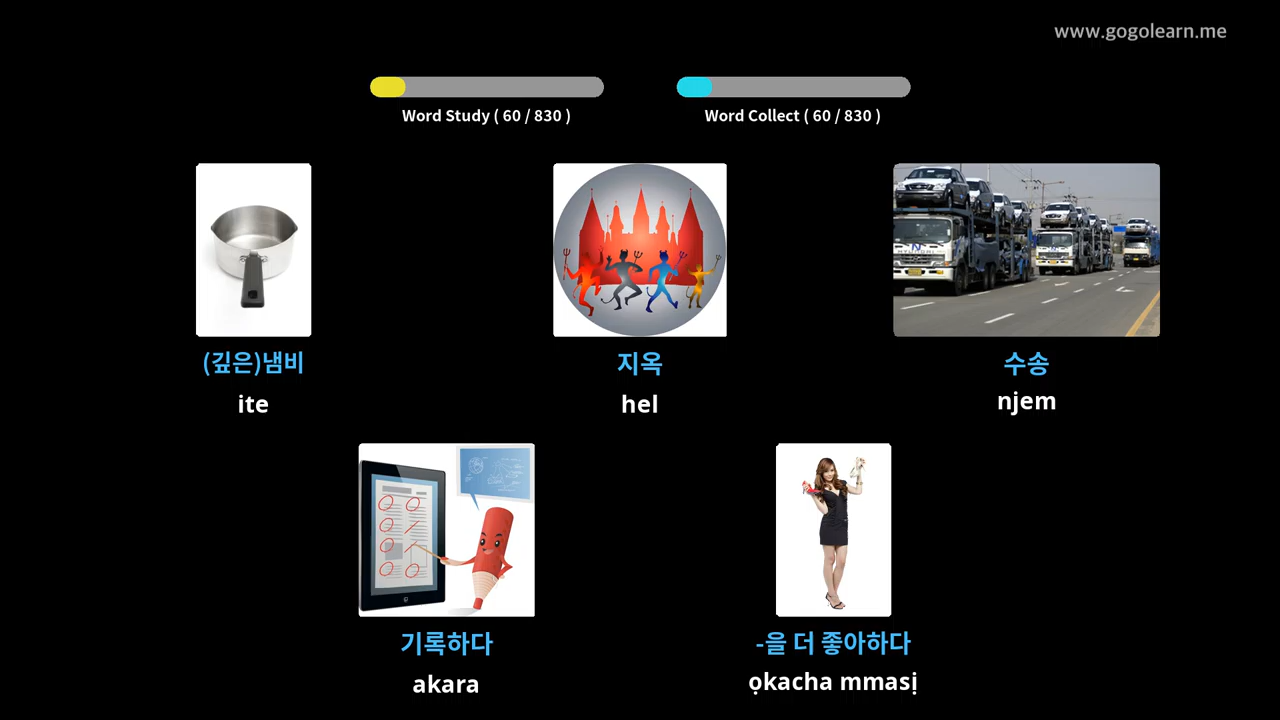 www.gogolearn.me
Word Study ( 60 / 830 )
Word Collect ( 60 / 830 )
(깊은)냄비
지옥
수송
ite
hel
njem
기록하다
-을 더 좋아하다
akara
ọkacha mmasị